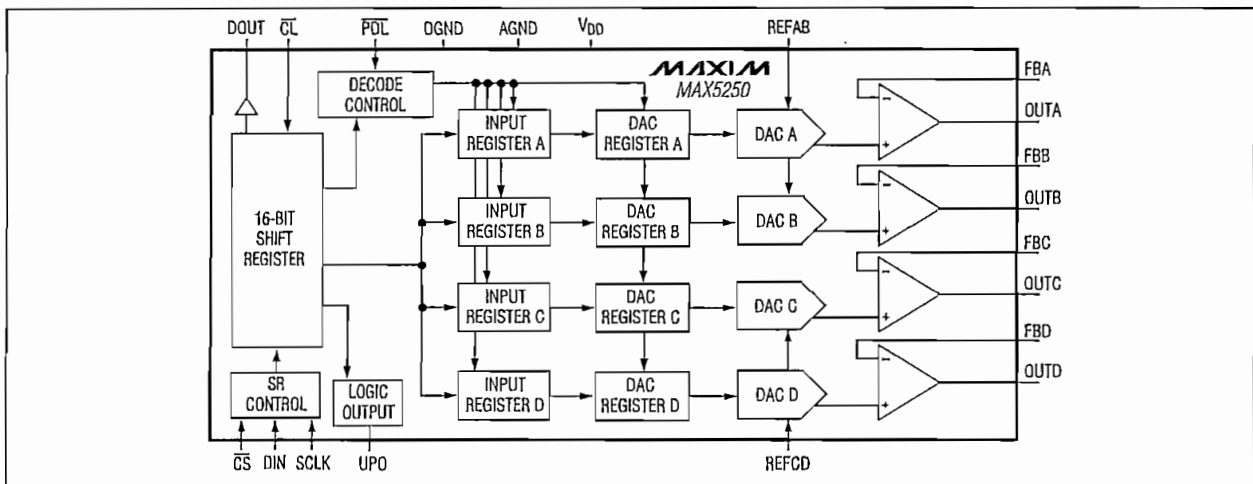 DOUT CL PDL DGND AGND VDD REFAB
MAXIM
MAX5250
FBA
DECODE
CONTROL
OUTA
INPUT
REGISTER A
DAC
REGISTER A
DAC A
-
+
FBB
16-BIT
SHIFT
REGISTER
INPUT
REGISTER B
DAC
REGISTER B
DAC B
-
+
OUTB
FBC
INPUT
REGISTER C
DAC
REGISTER C
DAC C
-
+
OUTC
FBD
SR
CONTROL
LOGIC
OUTPUT
INPUT
REGISTER D
DAC
REGISTER D
DAC D
-
+
OUTD
CS DIN SCLK UPO REFCD